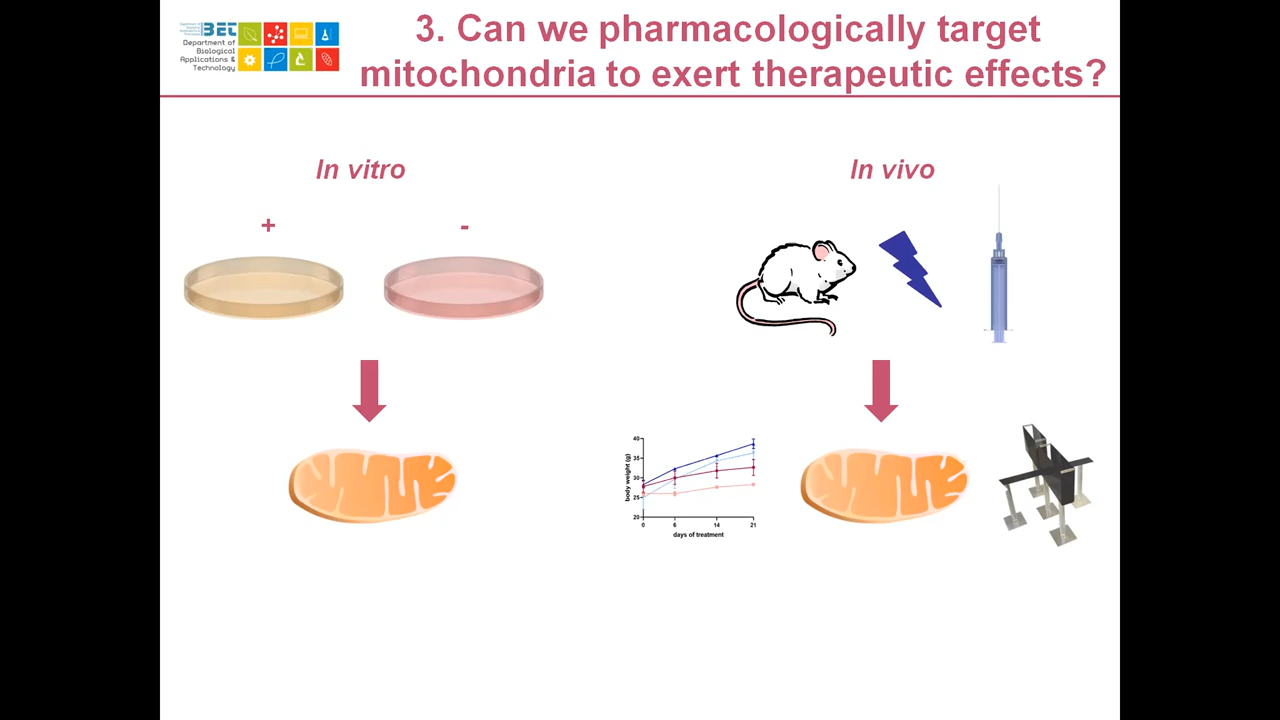 BET
Department of
Biological
Applications &
Technology
3. Can we pharmacologically target
mitochondria to exert therapeutic effects?
In vitro
In vivo
+
-
body weight (g)
40
35
30
25
20
0
6
14
21
days of treatment